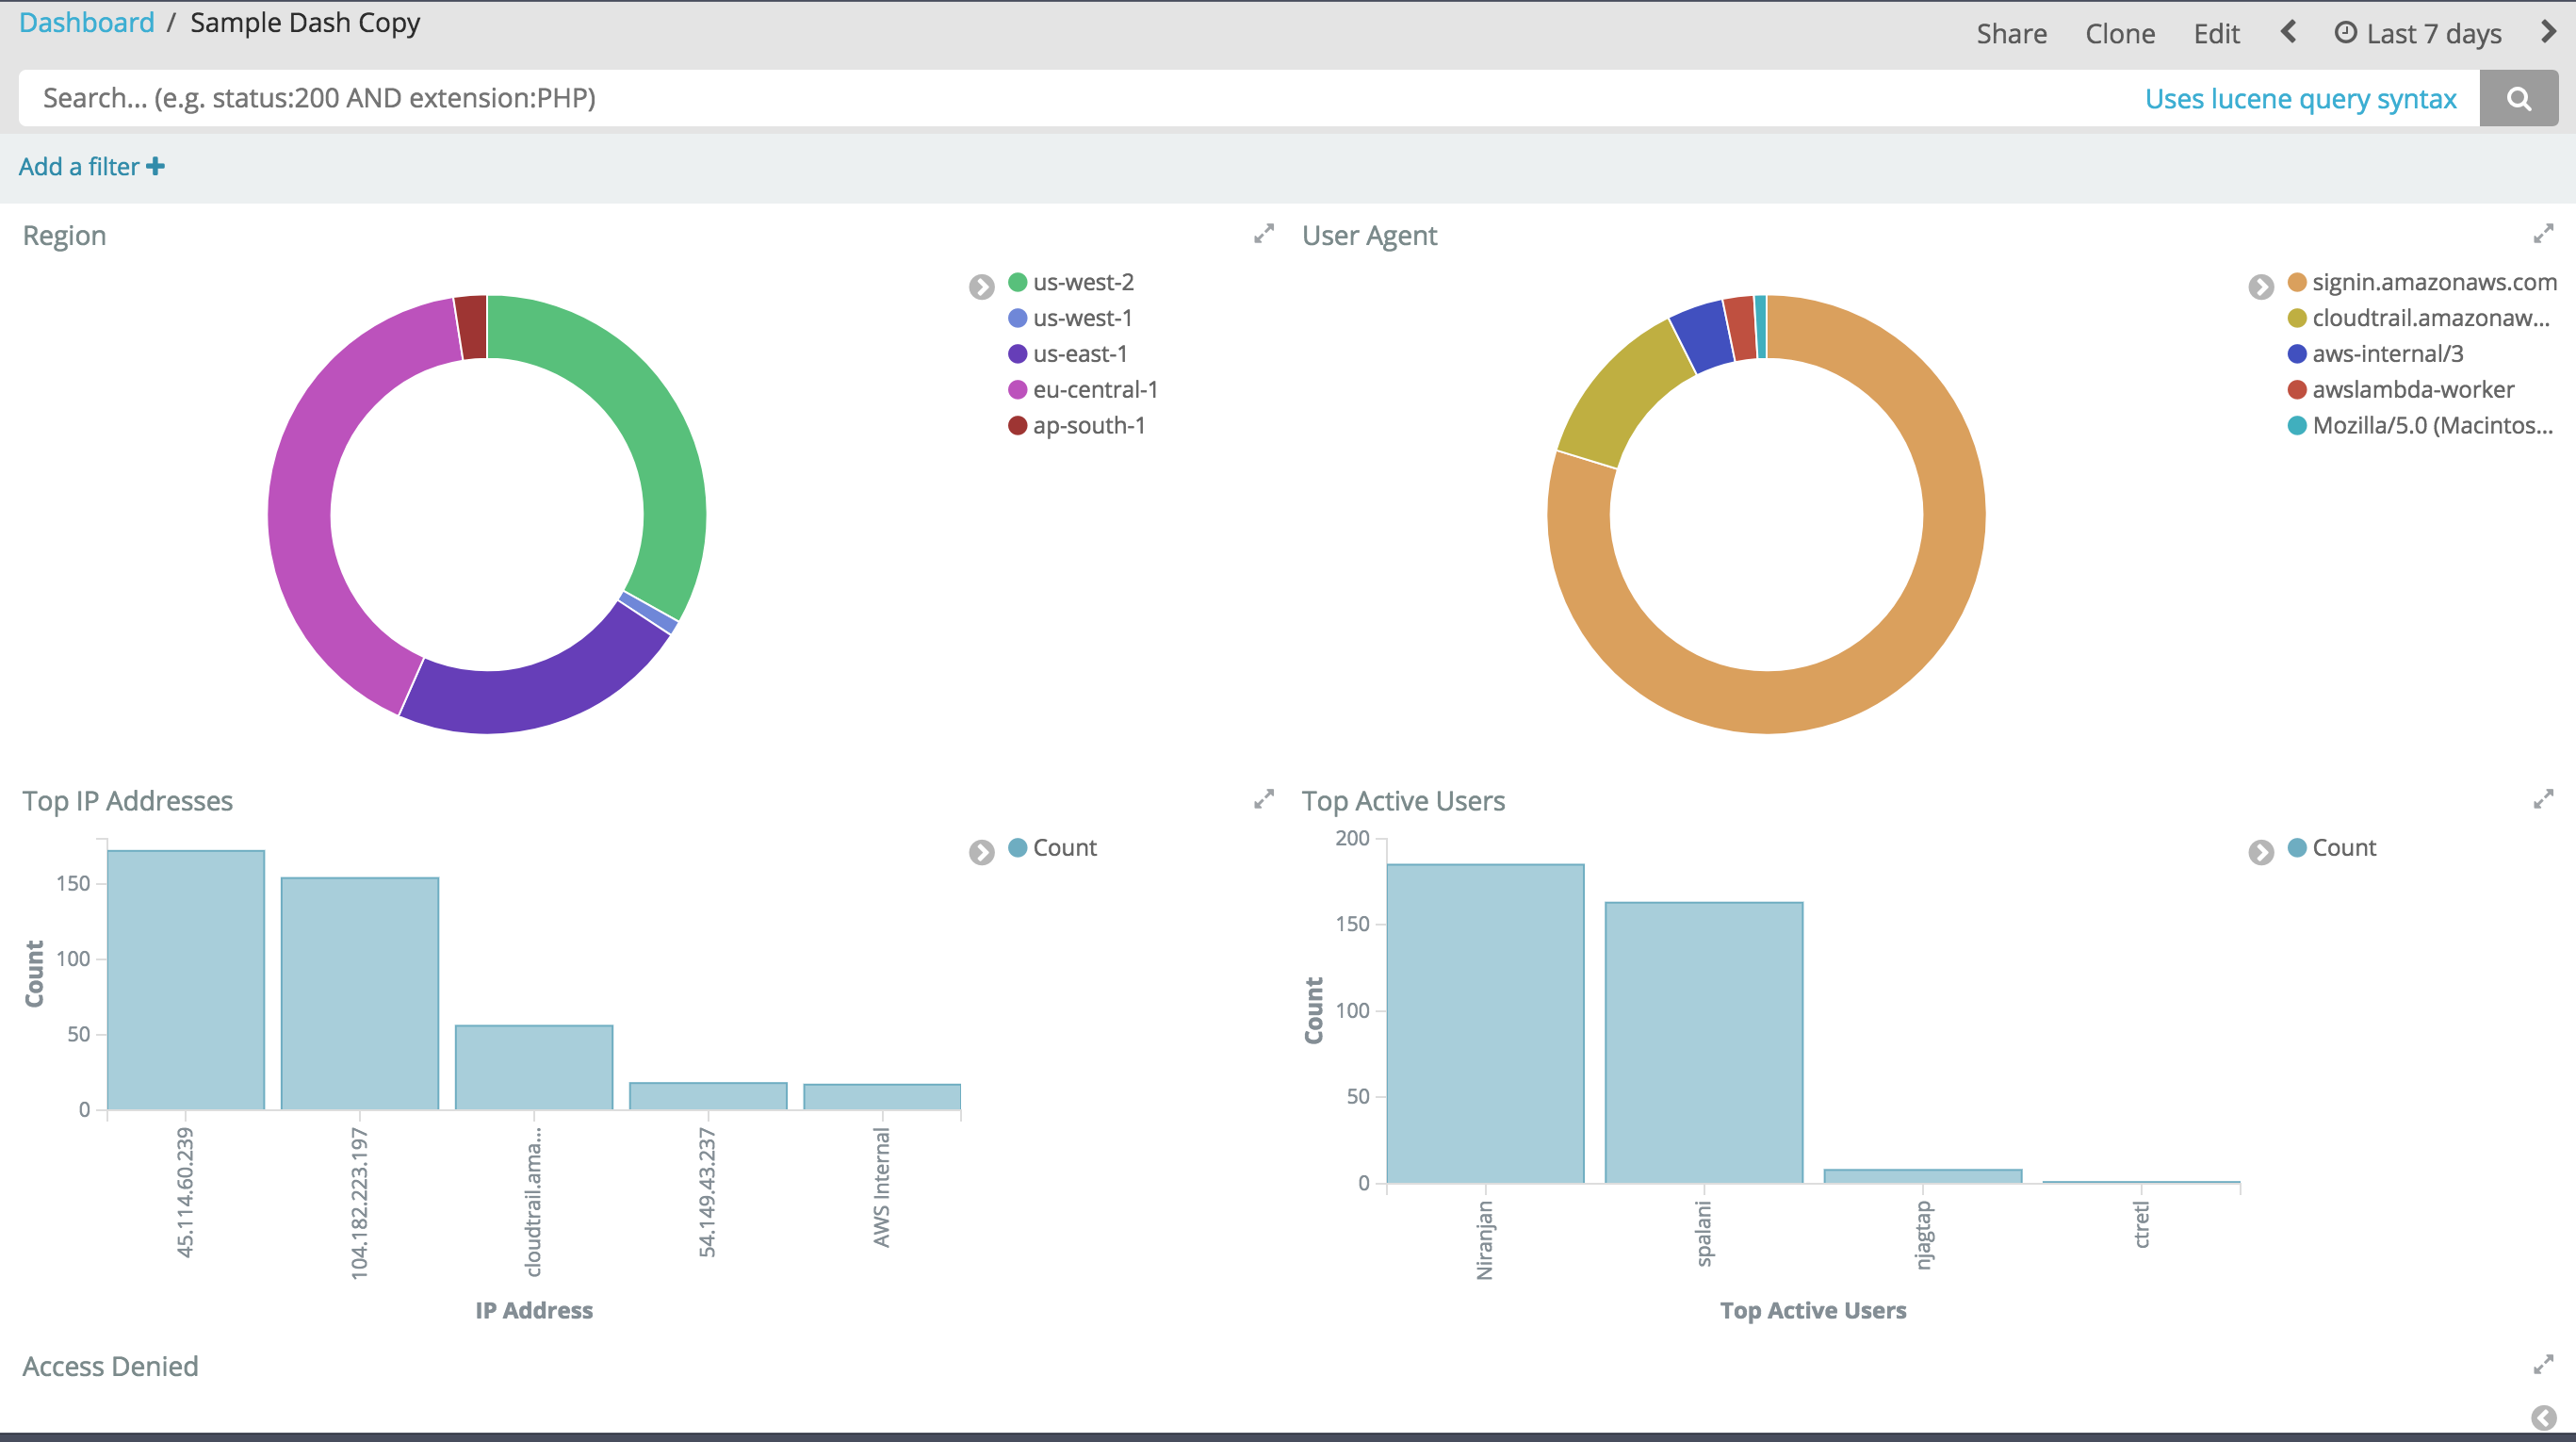 Dashboard / Sample Dash Copy
Share Clone Edit Last 7 days
Search... (e.g. status:200 AND extension:PHP)
Uses lucene query syntax
Add a filter
Region
us-west-2
us-west-1
us-east-1
eu-central-1
ap-south-1
User Agent
signin.amazonaws.com
cloudtrail.amazonaw...
aws-internal/3
awslambda-worker
Mozilla/5.0 (Macintos...
Top IP Addresses
Count
150
100
50
0
Count
45.114.60.239
104.182.223.197
cloudtrail.ama...
54.149.43.237
AWS Internal
IP Address
Top Active Users
Count
200
150
100
50
0
Count
Niranjan
spalani
njagtap
ctretl
Top Active Users
Access Denied